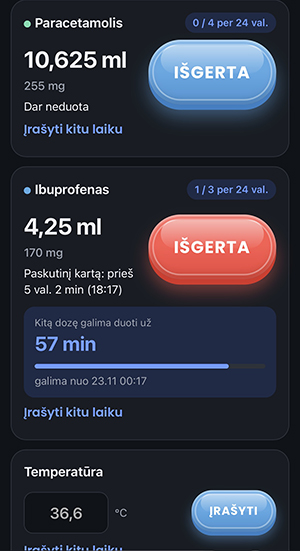 Paracetamolis
0 / 4 per 24 val.
10,625 ml
255 mg
Dar neduota
IŠGERTA
Įrašyti kitu laiku
Ibuprofenas
1 / 3 per 24 val.
4,25 ml
170 mg
Paskutinį kartą: prieš
5 val. 2 min (18:17)
IŠGERTA
Kitą dozę galima duoti už
57 min
galima nuo 23.11 00:17
Įrašyti kitu laiku
Temperatūra
36,6
°C
ĮRAŠYTI
Įrašyti kitu laiku